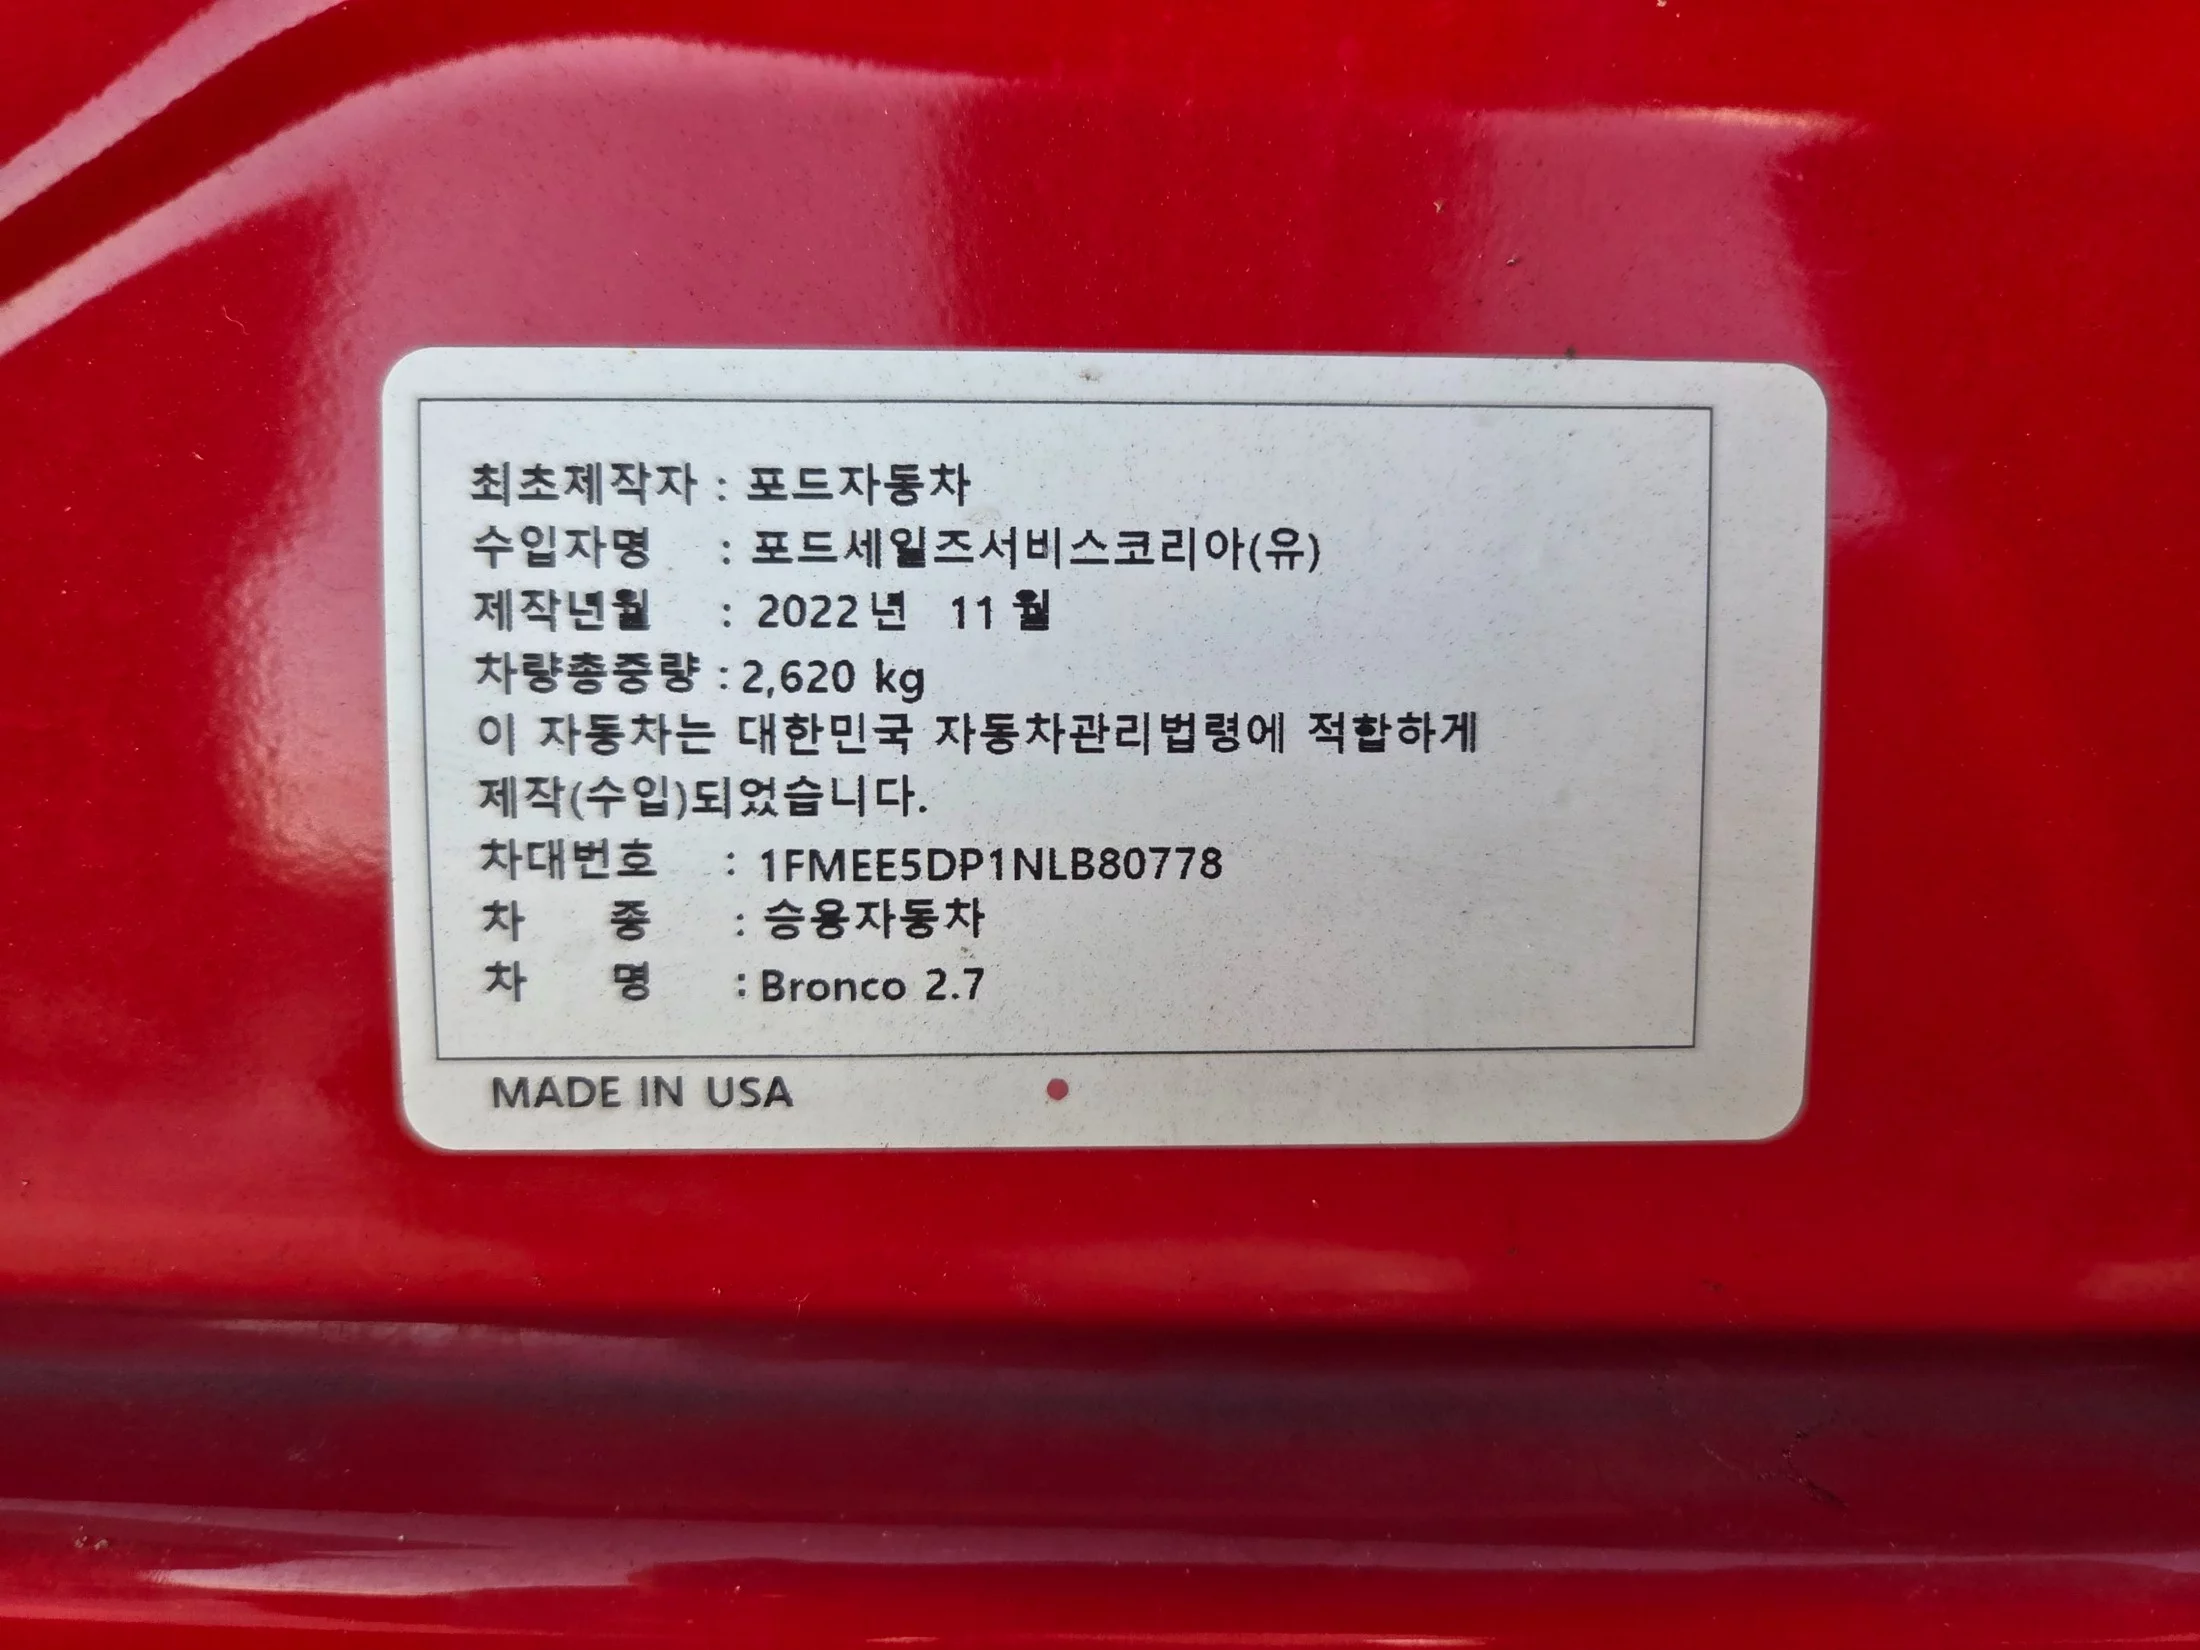 최초제작자 : 포드자동차
수입자명 : 포드세일즈서비스코리아(유)
제작년월 : 2022년 11월
차량총중량 : 2,620 kg
이 자동차는 대한민국 자동차관리법령에 적합하게
제작(수입)되었습니다.
차대번호 : 1FMEE5DP1NLB80778
차 종 : 승용자동차
차 명 : Bronco 2.7
MADE IN USA